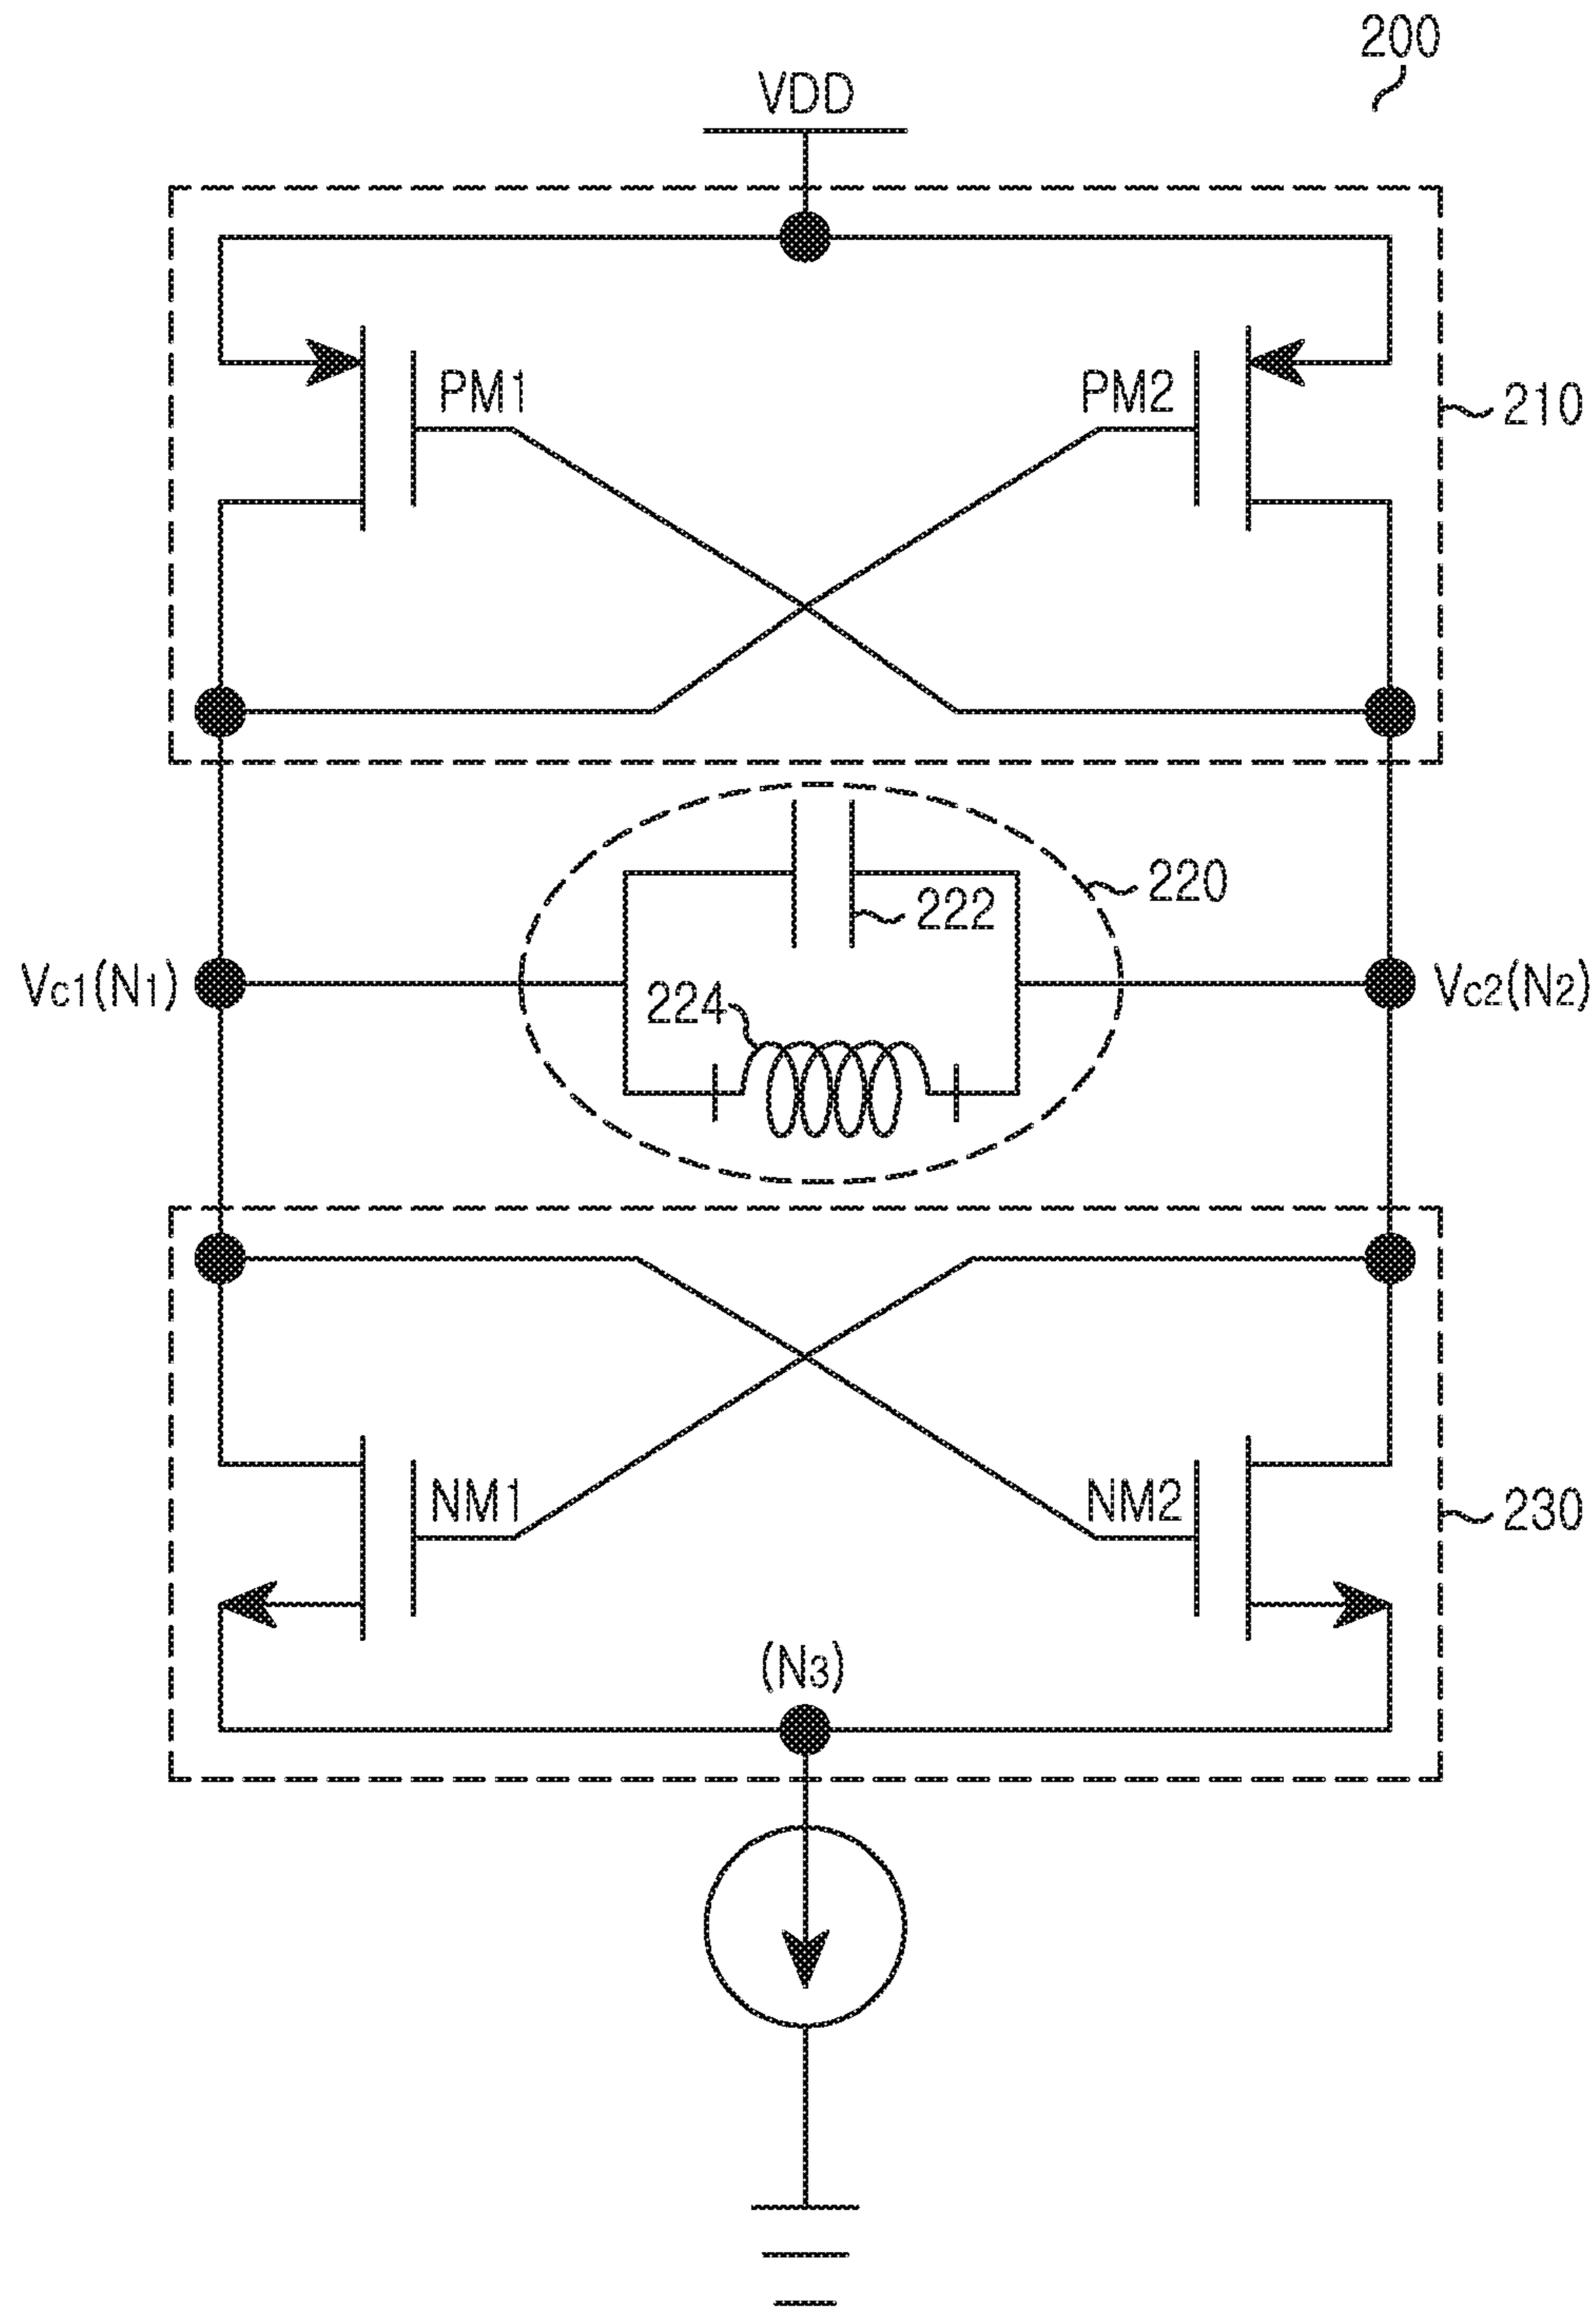 200
VDD
PM1
PM2
210
220
222
Vc1(N1)
224
Vc2(N2)
NM1
NM2
230
(N3)